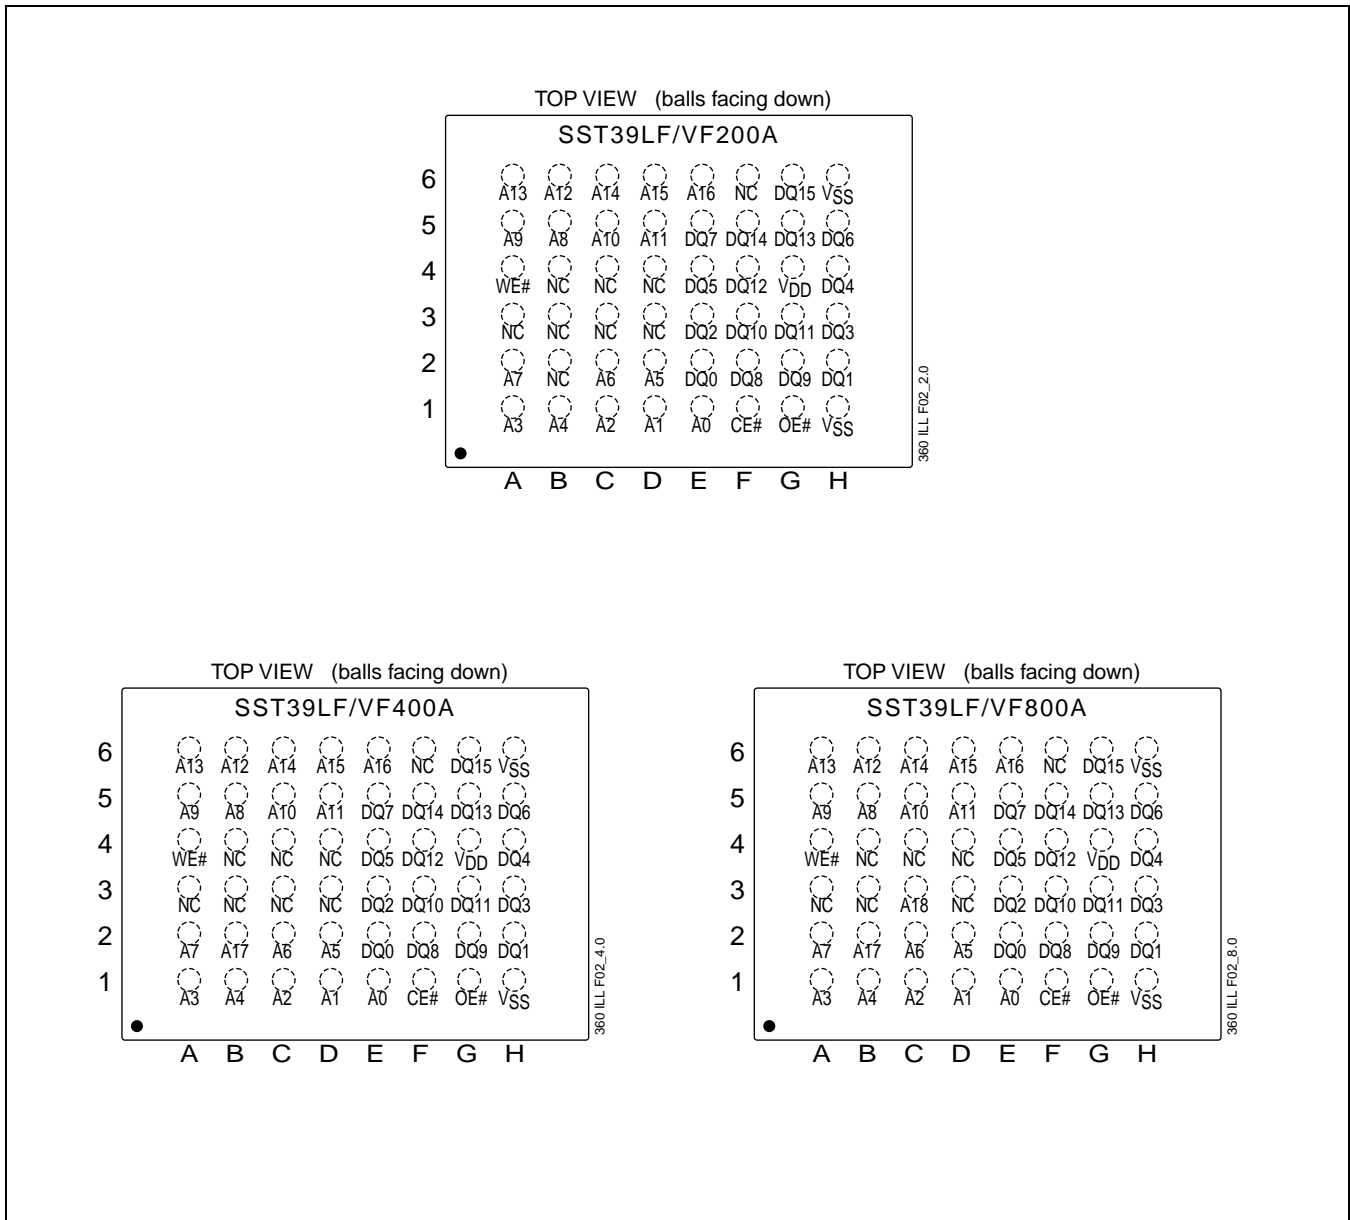 TOP VIEW (balls facing down)
SST39LF/VF200A
6 A13 A12 A14 A15 A16 NC DQ15 VSS
5 A9 A8 A10 A11 DQ7 DQ14 DQ13 DQ6
4 WE# NC NC NC DQ5 DQ12 VDD DQ4
3 NC NC NC NC DQ2 DQ10 DQ11 DQ3
2 A7 NC A6 A5 DQ0 DQ8 DQ9 DQ1
1 A3 A4 A2 A1 A0 CE# OE# VSS
A B C D E F G H
360 ILL F02_2.0
TOP VIEW (balls facing down)
SST39LF/VF400A
6 A13 A12 A14 A15 A16 NC DQ15 VSS
5 A9 A8 A10 A11 DQ7 DQ14 DQ13 DQ6
4 WE# NC NC NC DQ5 DQ12 VDD DQ4
3 NC NC NC NC DQ2 DQ10 DQ11 DQ3
2 A7 A17 A6 A5 DQ0 DQ8 DQ9 DQ1
1 A3 A4 A2 A1 A0 CE# OE# VSS
A B C D E F G H
360 ILL F02_4.0
TOP VIEW (balls facing down)
SST39LF/VF800A
6 A13 A12 A14 A15 A16 NC DQ15 VSS
5 A9 A8 A10 A11 DQ7 DQ14 DQ13 DQ6
4 WE# NC NC NC DQ5 DQ12 VDD DQ4
3 NC NC A18 NC DQ2 DQ10 DQ11 DQ3
2 A7 A17 A6 A5 DQ0 DQ8 DQ9 DQ1
1 A3 A4 A2 A1 A0 CE# OE# VSS
A B C D E F G H
360 ILL F02_8.0